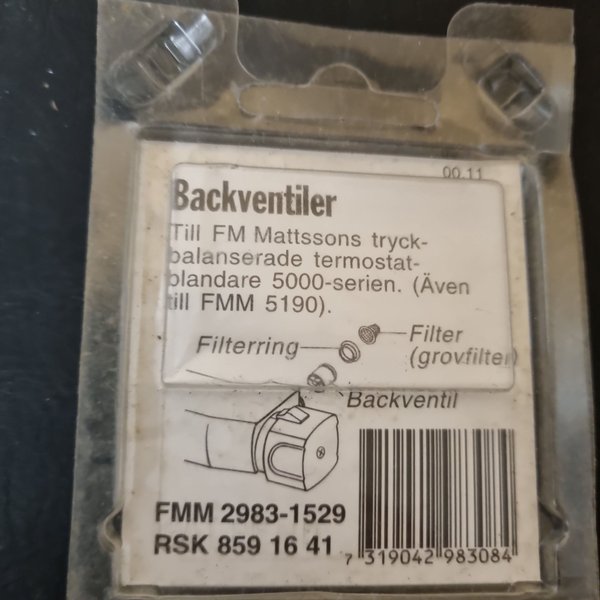 00.11
Backventiler
Till FM Mattssons tryck-
balanserade termostat-
blandare 5000-serien. (Även
till FMM 5190).
Filterring
Filter
(grovfilter)
Backventil
FMM 2983-1529
RSK 859 16 41
7 319042 983084